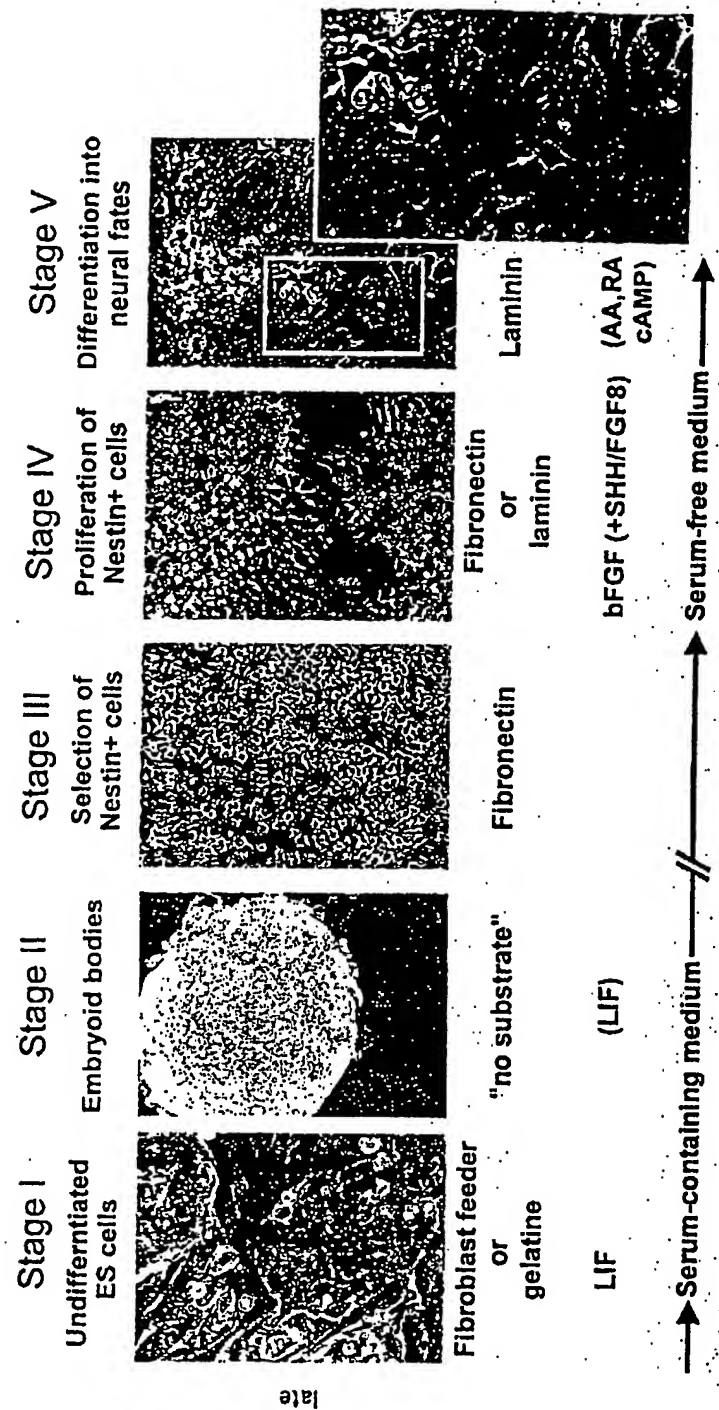 Stage I
Undifferntiated
ES cells
Stage II
Embryoid bodies
Stage III
Selection of
Nestin+ cells
Stage IV
Proliferation of
Nestin+ cells
Stage V
Differentiation into
neural fates
late
Fibroblast feeder
or
gelatine
"no substrate"
Fibronectin
Fibronectin
or
laminin
Laminin
LIF
(LIF)
bFGF (+SHH/FGF8)
(AA,RA
cAMP)
Serum-containing medium
Serum-free medium